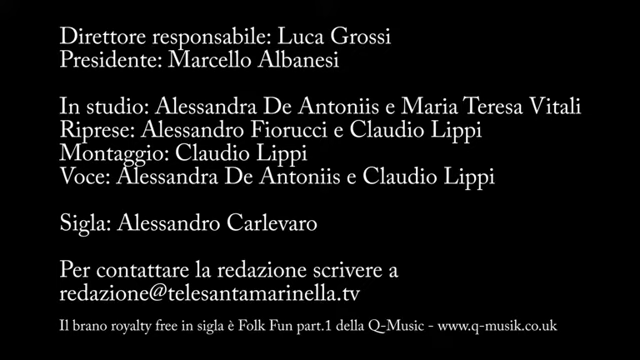 Direttore responsabile: Luca Grossi
Presidente: Marcello Albanesi
In studio: Alessandra De Antoniis e Maria Teresa Vitali
Riprese: Alessandro Fiorucci e Claudio Lippi
Montaggio: Claudio Lippi
Voce: Alessandra De Antoniis e Claudio Lippi
Sigla: Alessandro Carlevaro
Per contattare la redazione scrivere a
redazione@telesantamarinella.tv
Il brano royalty free in sigla è Folk Fun part.1 della Q-Music - www.q-musik.co.uk